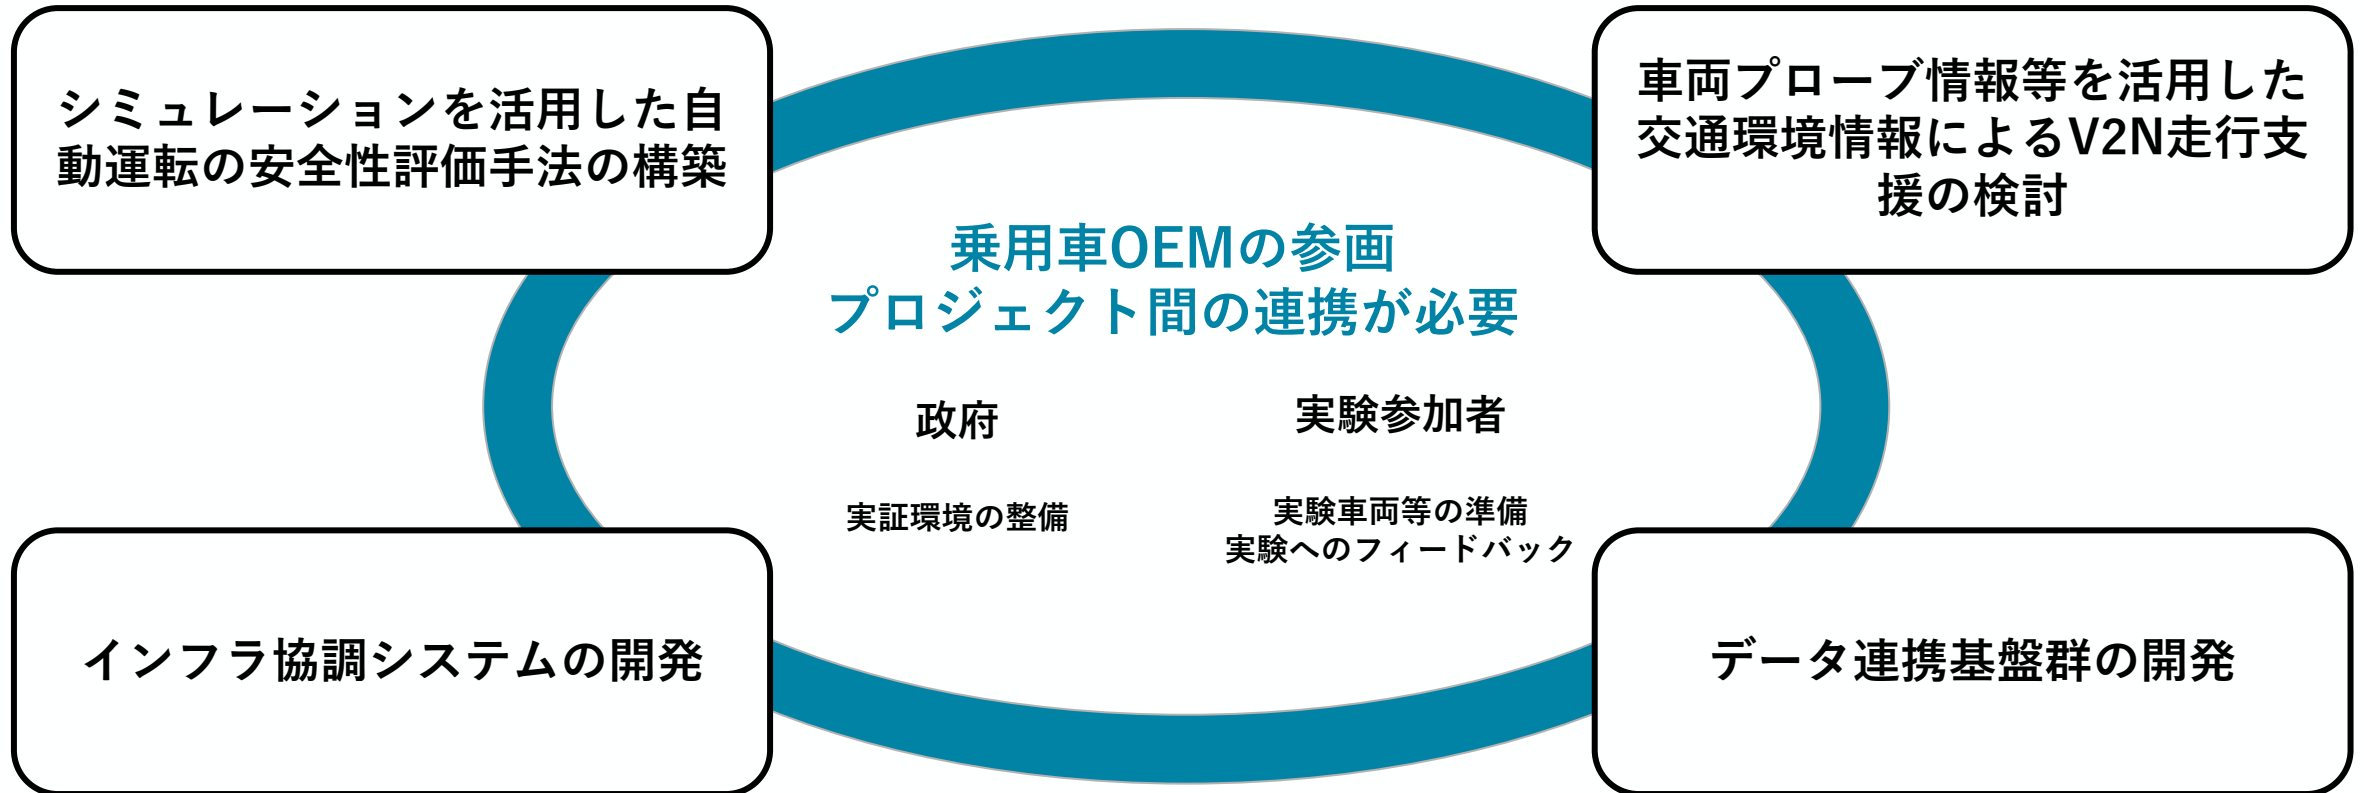 シミュレーションを活用した自
動運転の安全性評価手法の構築
車両プローブ情報等を活用した
交通環境情報によるV2N走行支
援の検討
乗用車OEMの参画
プロジェクト間の連携が必要
政府
実験参加者
実証環境の整備
実験車両等の準備
実験へのフィードバック
インフラ協調システムの開発
データ連携基盤群の開発